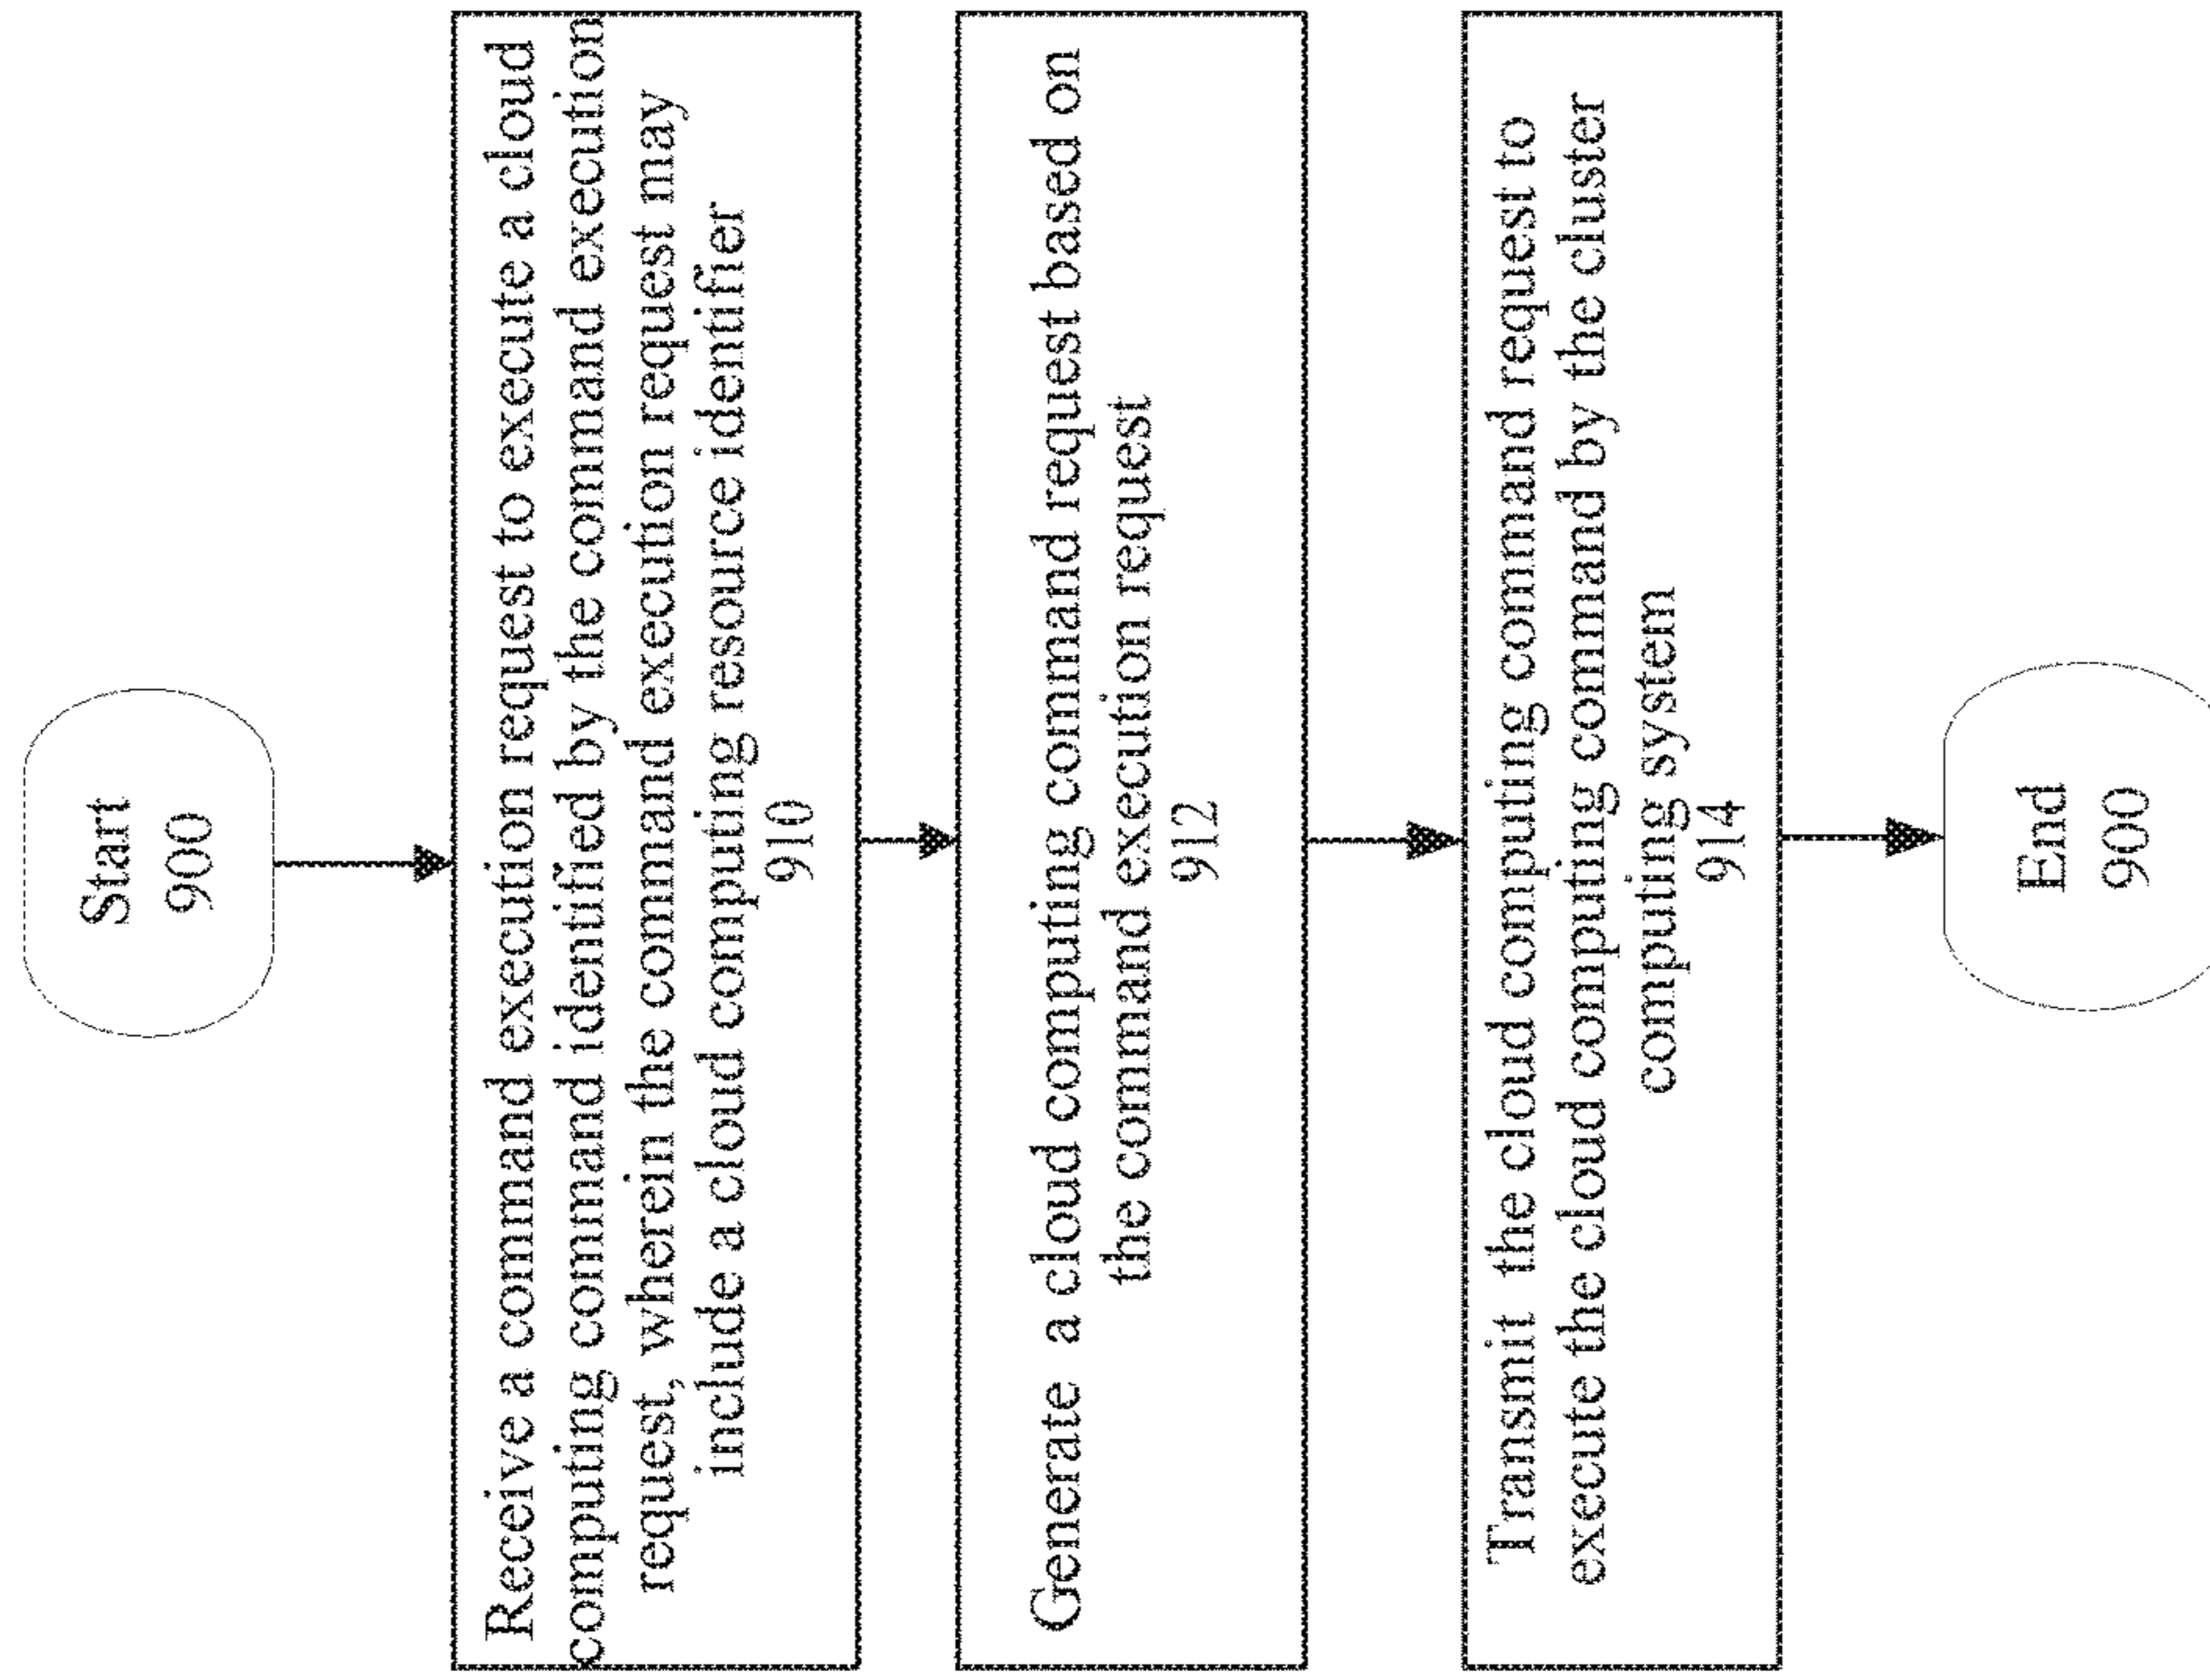 Start
900
Receive a command execution request to execute a cloud
computing command identified by the command execution
request, wherein the command execution request may
include a cloud computing resource identifier
910
Generate a cloud computing command request based on
the command execution request
912
Transmit the cloud computing command request to
execute the cloud computing command by the cluster
computing system
914
End
900